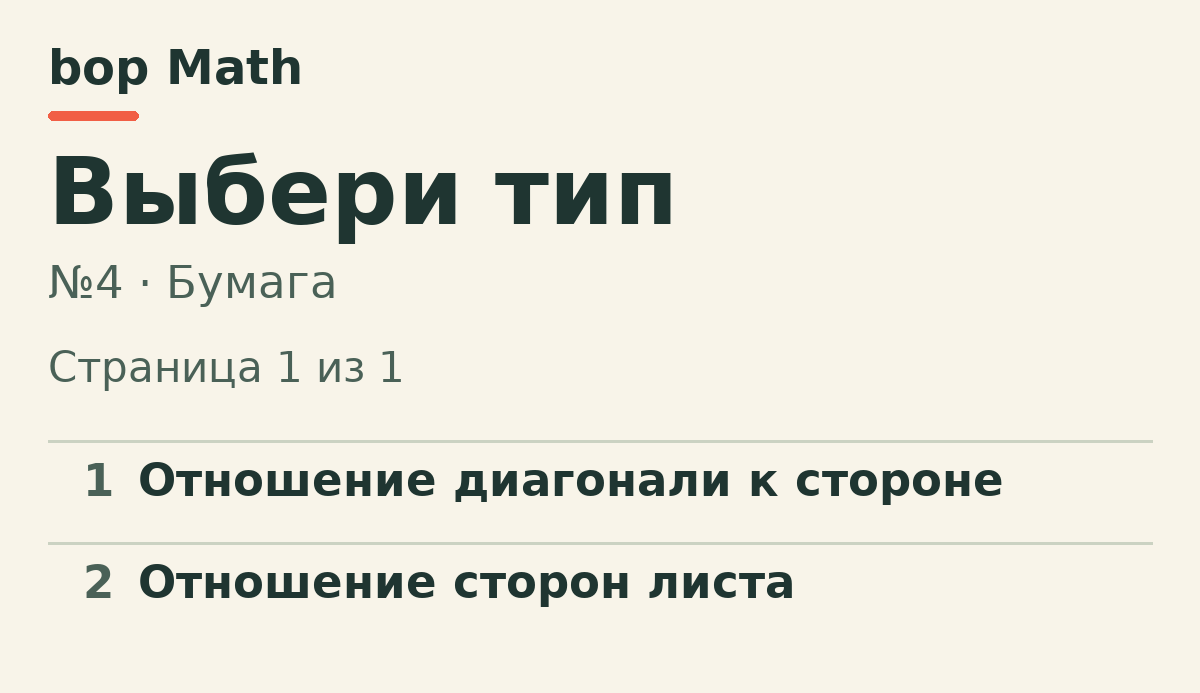 bop Math
Выбери тип
№4 · Бумага
Страница 1 из 1
1 Отношение диагонали к стороне
2 Отношение сторон листа